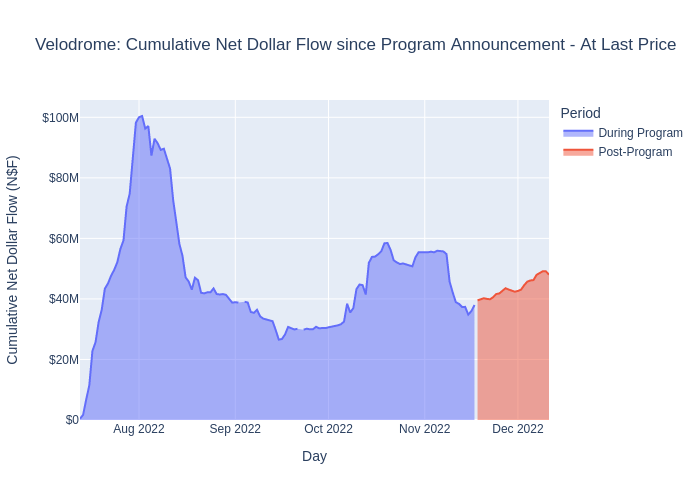 Velodrome: Cumulative Net Dollar Flow since Program Announcement - At Last Price
Cumulative Net Dollar Flow (N$F)
$100M
$80M
$60M
$40M
$20M
$0
Aug 2022
Sep 2022
Oct 2022
Nov 2022
Dec 2022
Day
Period
During Program
Post-Program